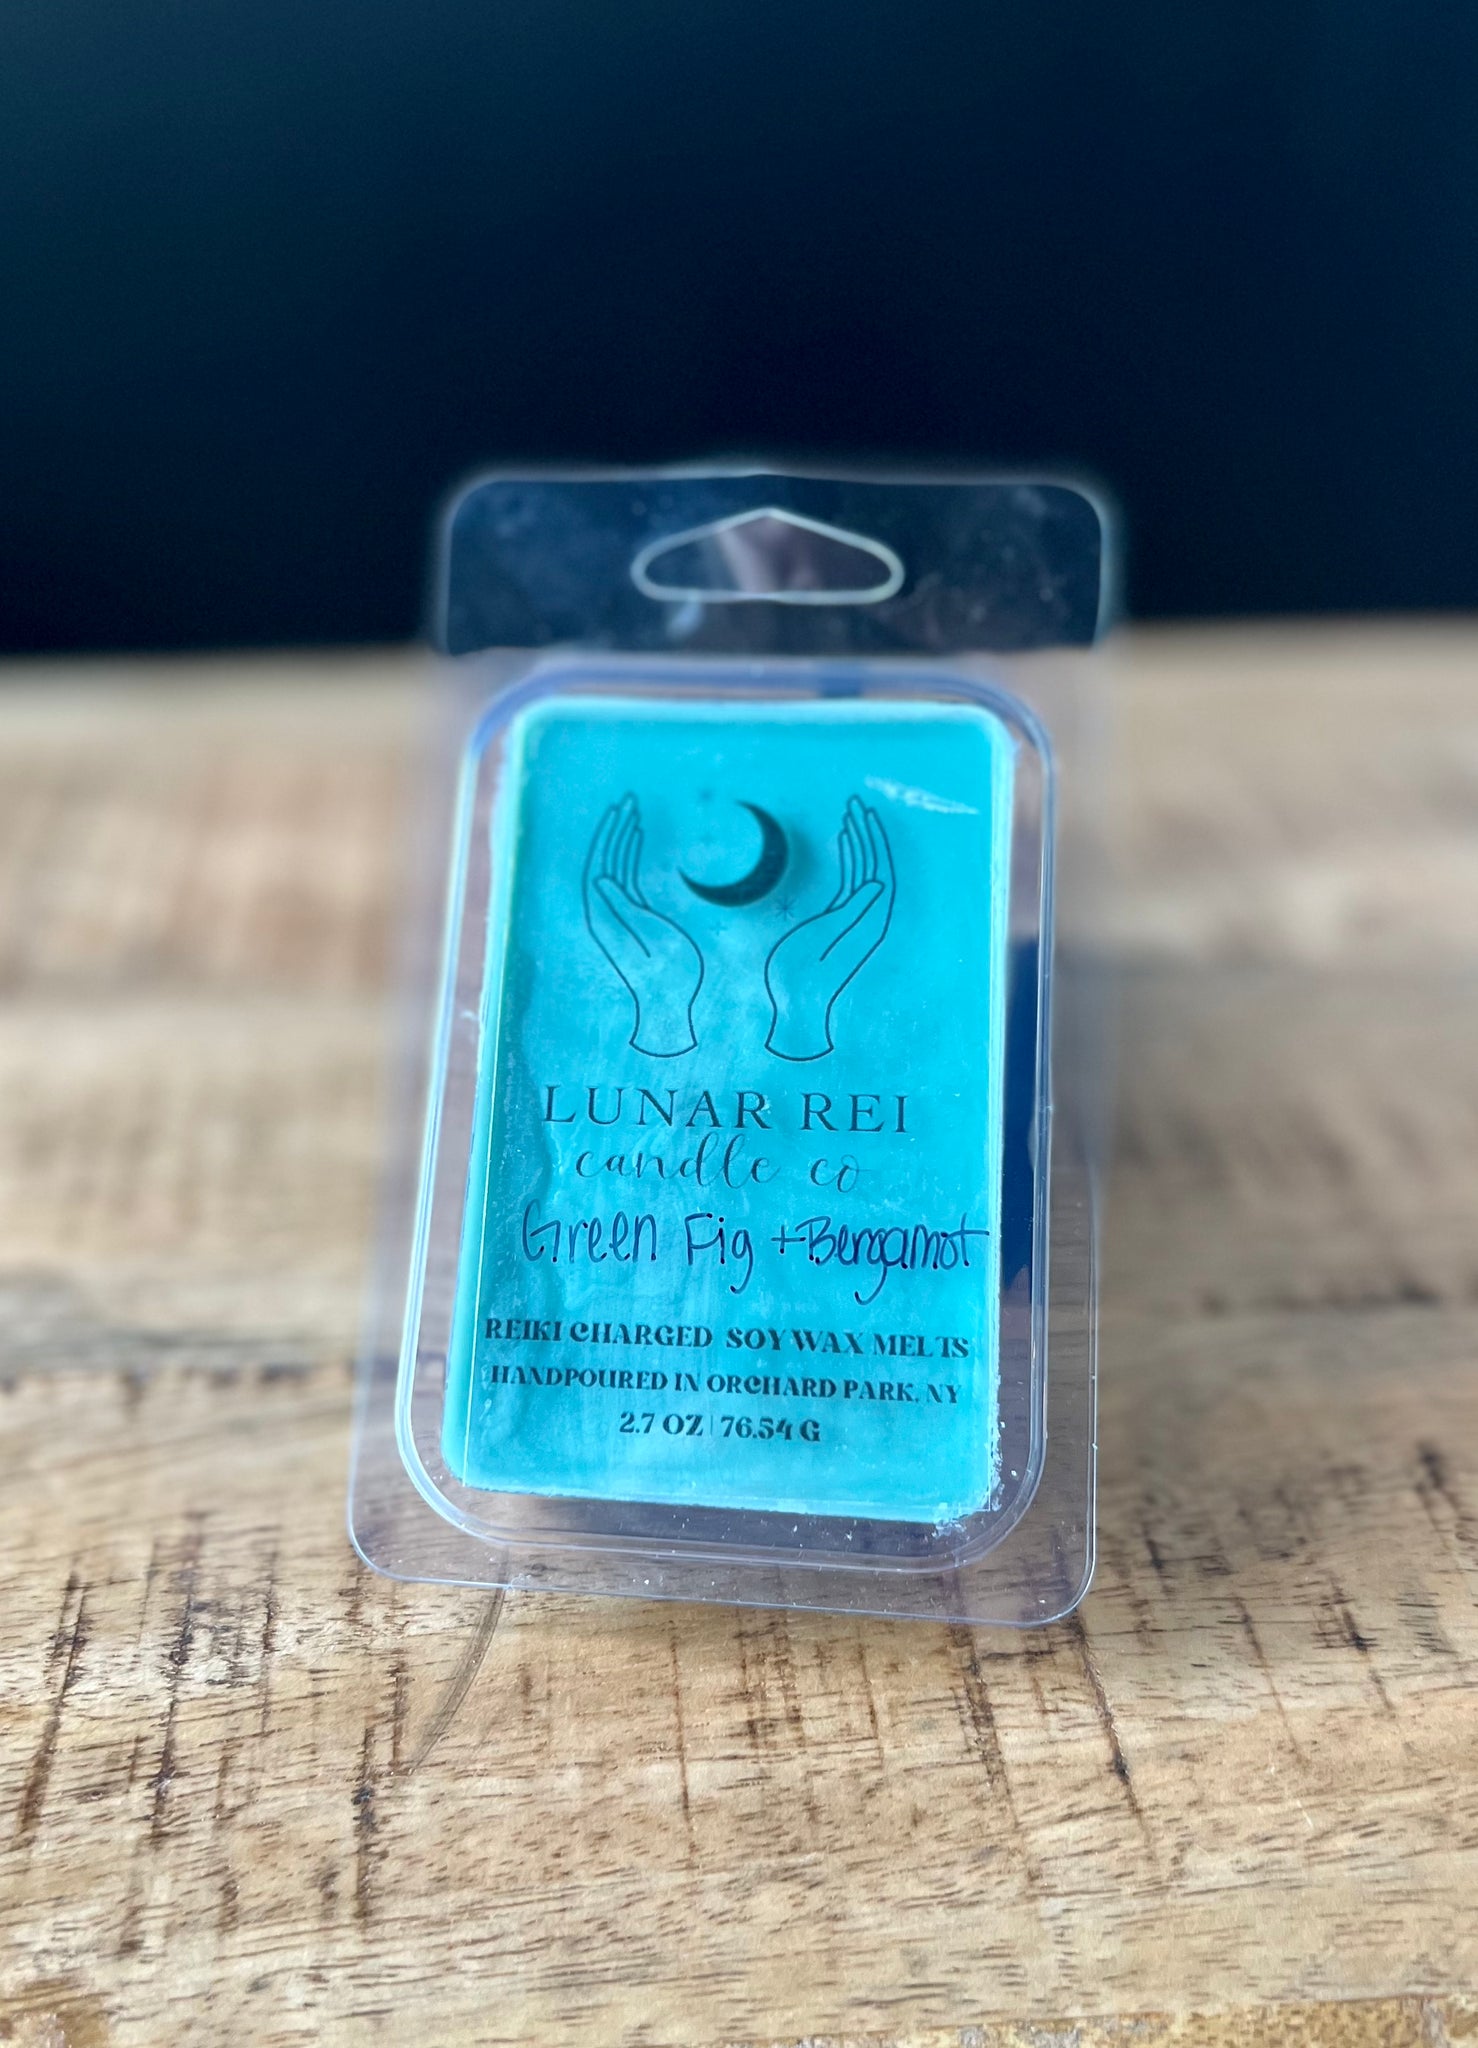 LUNAR REI
candle co
Green Fig + Bergamot
REIKI CHARGED SOY WAX MELTS
HANDPOURED IN ORCHARD PARK, NY
2.7 OZ | 76.54 G